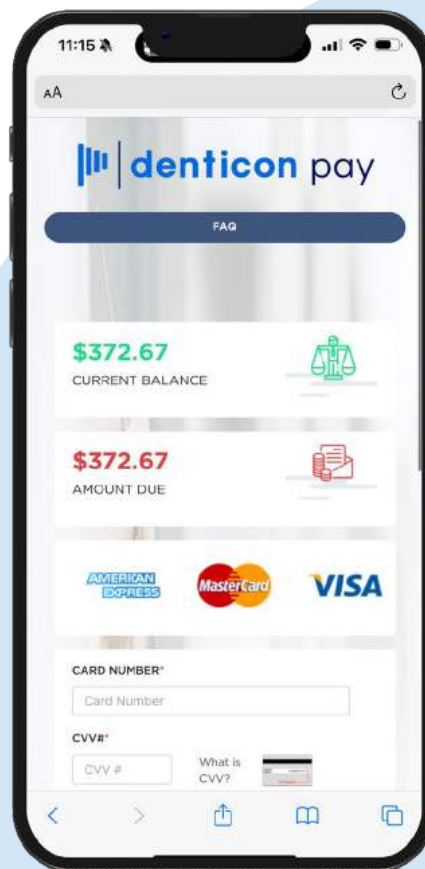 11:15
AA
denticon pay
FAQ
$372.67
CURRENT BALANCE
$372.67
AMOUNT DUE
AMERICAN
EXPRESS
MasterCard
VISA
CARD NUMBER*
Card Number
CVV#*
CVV #
What is
CVV?